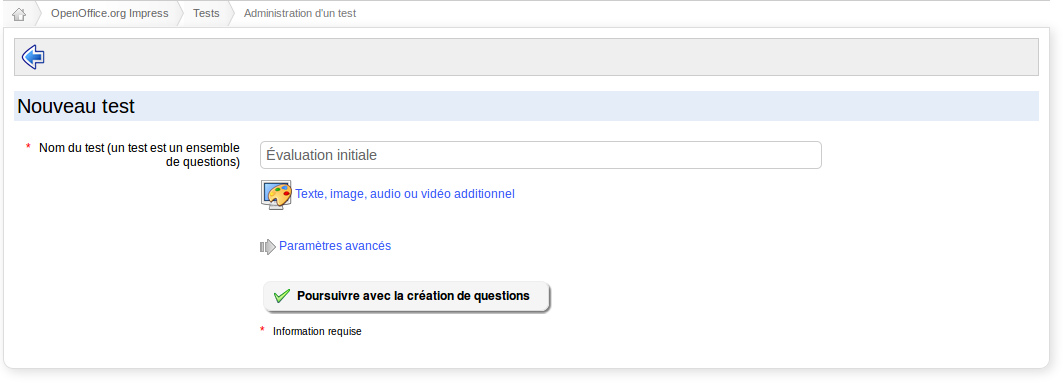 OpenOffice.org Impress Tests Administration d'un test
Nouveau test
* Nom du test (un test est un ensemble
de questions)
Évaluation initiale
Texte, image, audio ou vidéo additionnel
Paramètres avancés
Poursuivre avec la création de questions
* Information requise